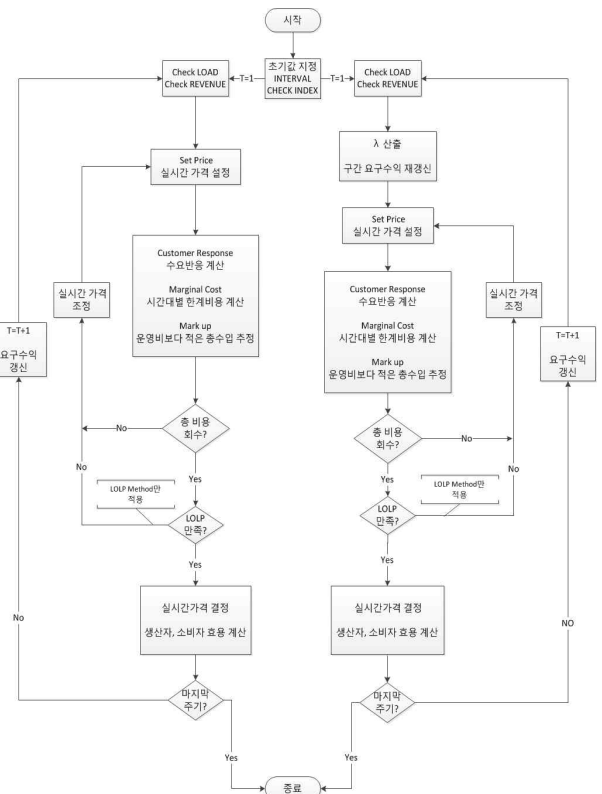 시작
초기값 지정
INTERVAL
CHECK INDEX
T=1
T=1
Check LOAD
Check REVENUE
Set Price
실시간 가격 설정
Customer Response
수요반응 계산
Marginal Cost
시간대별 한계비용 계산
Mark up
운영비보다 적은 총수입 추정
실시간 가격
조정
T=T+1
요구수익
갱신
총 비용
회수?
No
Yes
No
LOLP Method만
적용
LOLP
만족?
Yes
실시간가격 결정
생산자, 소비자 효용 계산
No
마지막
주기?
Yes
Check LOAD
Check REVENUE
λ 산출
구간 요구수익 재갱신
Set Price
실시간 가격 설정
Customer Response
수요반응 계산
Marginal Cost
시간대별 한계비용 계산
Mark up
운영비보다 적은 총수입 추정
실시간 가격
조정
T=T+1
요구수익
갱신
총 비용
회수?
No
Yes
No
LOLP Method만
적용
LOLP
만족?
Yes
실시간가격 결정
생산자, 소비자 효용 계산
NO
마지막
주기?
Yes
종료